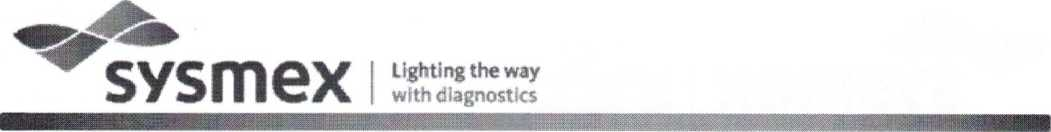 sysmex
Lighting the way
with diagnostics